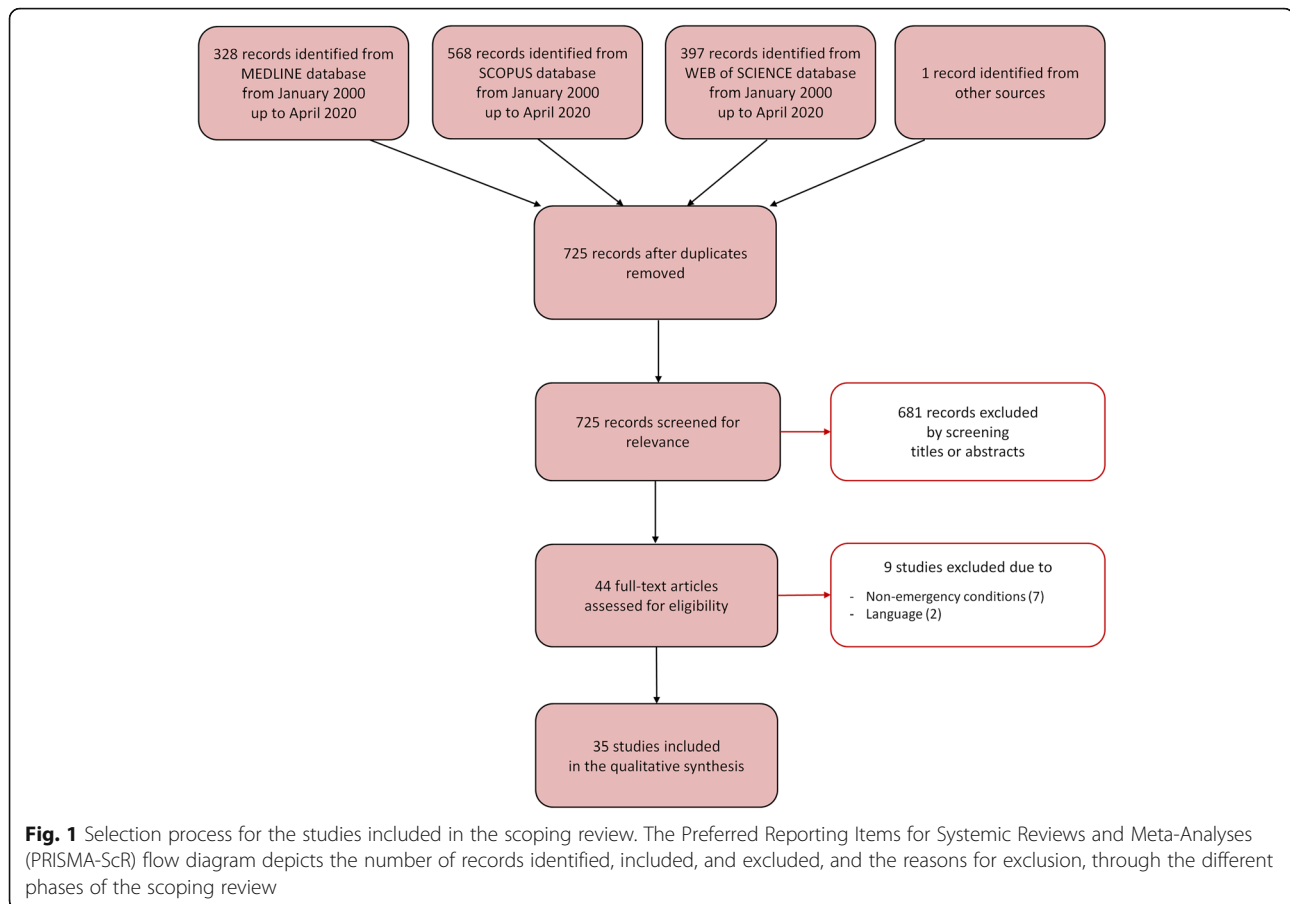 328 records identified from
MEDLINE database
from January 2000
up to April 2020
568 records identified from
SCOPUS database
from January 2000
up to April 2020
397 records identified from
WEB of SCIENCE database
from January 2000
up to April 2020
1 record identified from
other sources
725 records after duplicates
removed
725 records screened for
relevance
681 records excluded
by screening
titles or abstracts
44 full-text articles
assessed for eligibility
9 studies excluded due to
- Non-emergency conditions (7)
- Language (2)
35 studies included
in the qualitative synthesis
Fig. 1 Selection process for the studies included in the scoping review. The Preferred Reporting Items for Systemic Reviews and Meta-Analyses
(PRISMA-ScR) flow diagram depicts the number of records identified, included, and excluded, and the reasons for exclusion, through the different
phases of the scoping review